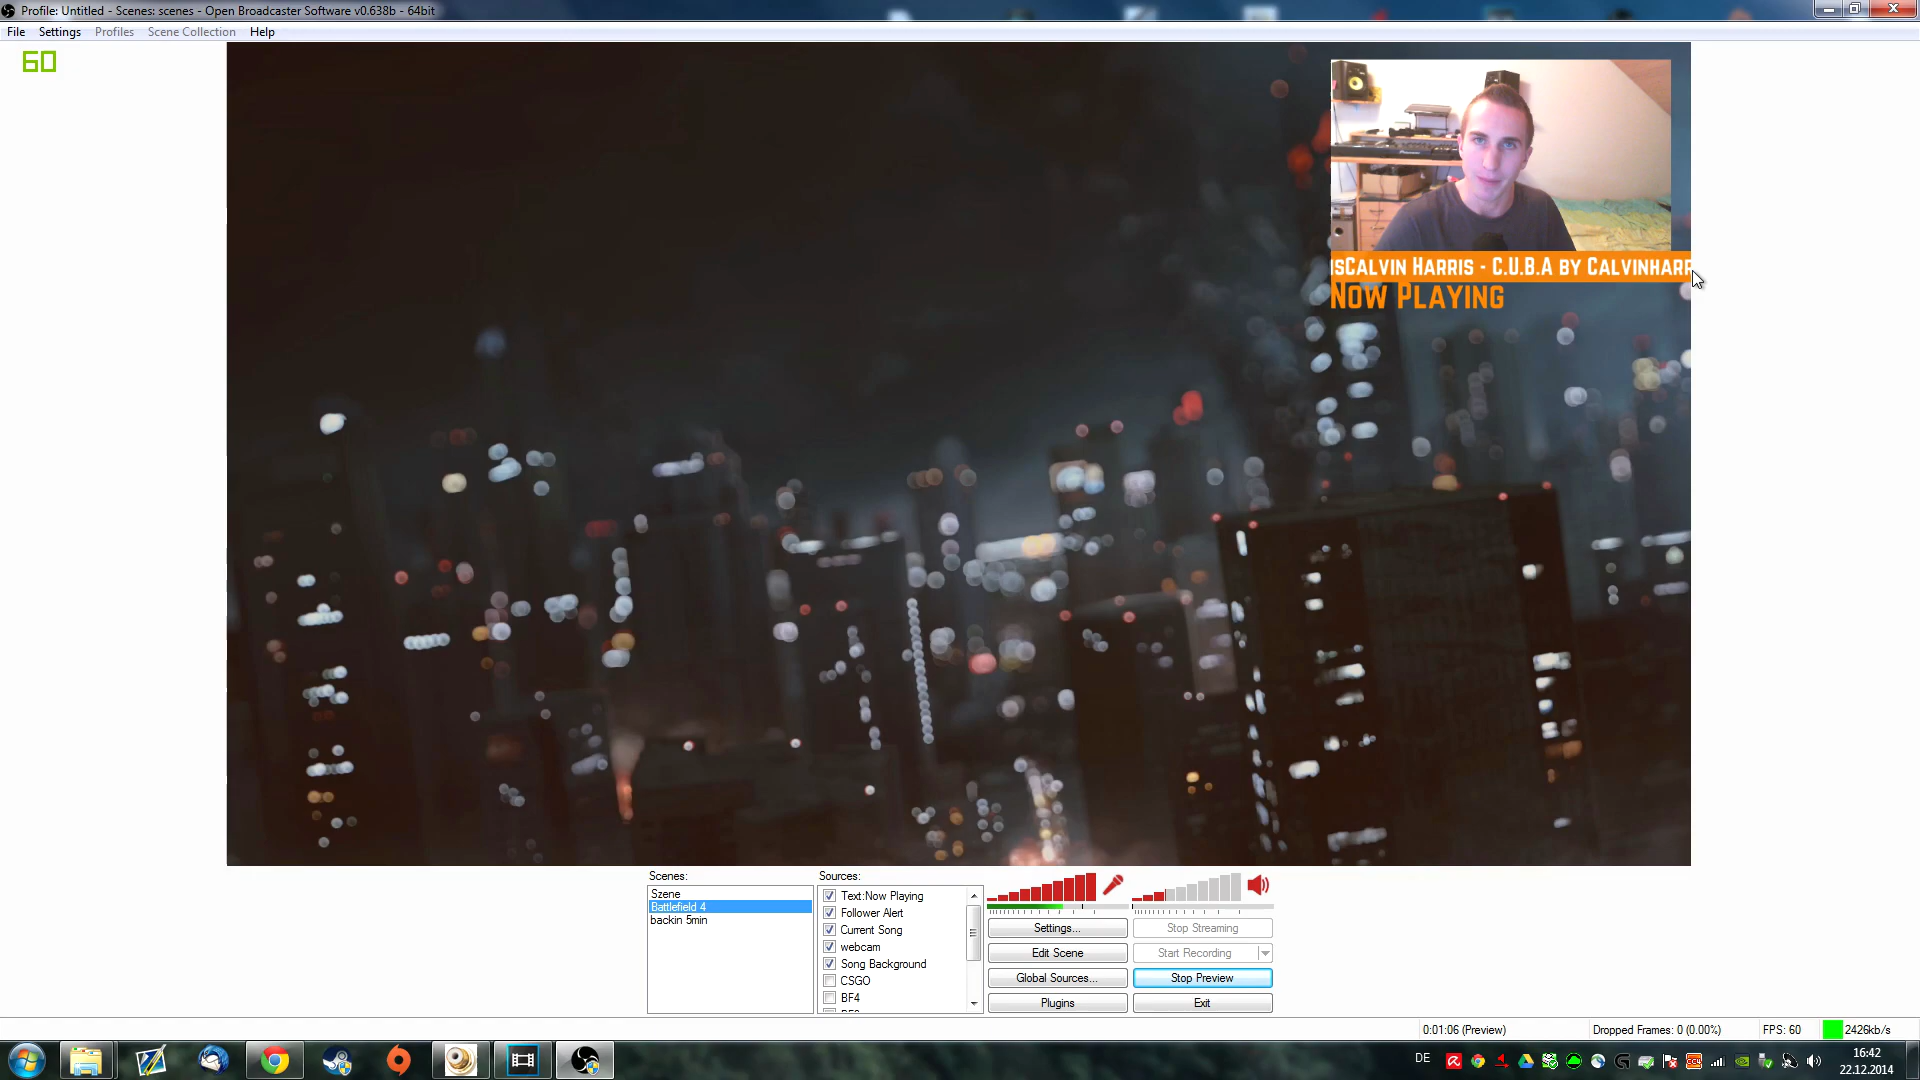 Profile: Untitled - Scenes: scenes - Open Broadcaster Software v0.638b - 64bit
File Settings Profiles Scene Collection Help
60
isCalvin Harris - C.U.B.A by Calvinharr
Now Playing
Scenes:
Szene
Battlefield 4
backin 5min
Sources:
Text:Now Playing
Follower Alert
Current Song
webcam
Song Background
CSGO
BF4
Settings...
Stop Streaming
Edit Scene
Start Recording
Global Sources...
Stop Preview
Plugins
Exit
0:01:06 (Preview)
Dropped Frames: 0 (0.00%)
FPS: 60
2426kb/s
DE
16:42
22.12.2014